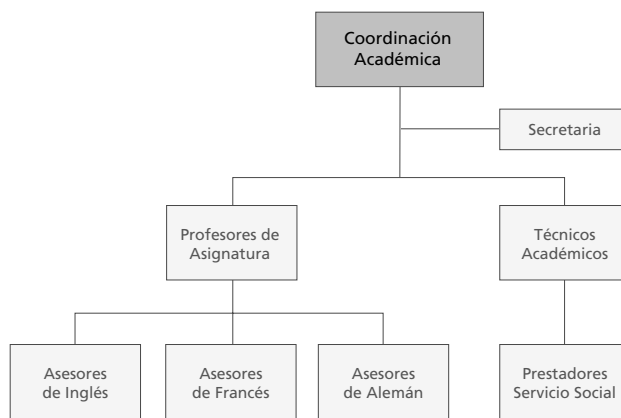 Coordinación
Académica
Secretaria
Profesores de
Asignatura
Técnicos
Académicos
Asesores
de Inglés
Asesores
de Francés
Asesores
de Alemán
Prestadores
Servicio Social